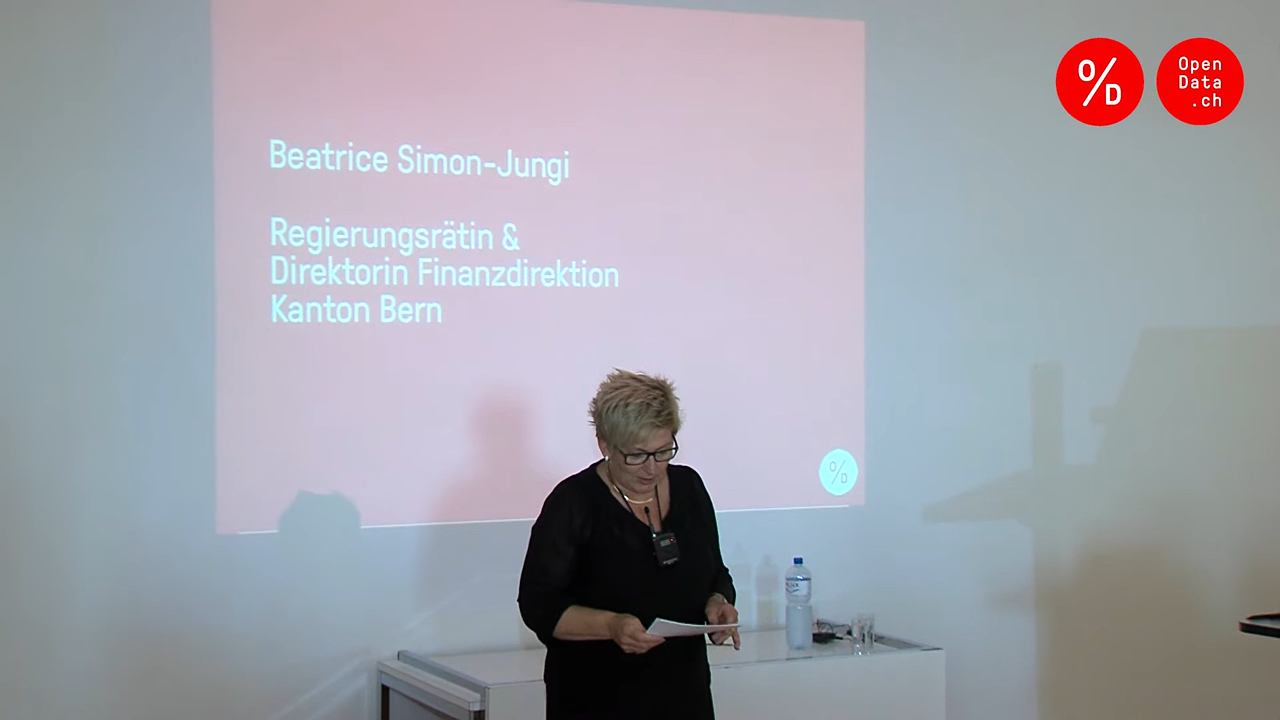 Beatrice Simon-Jungi
Regierungsrätin &
Direktorin Finanzdirektion
Kanton Bern
%D
Open
Data
.ch